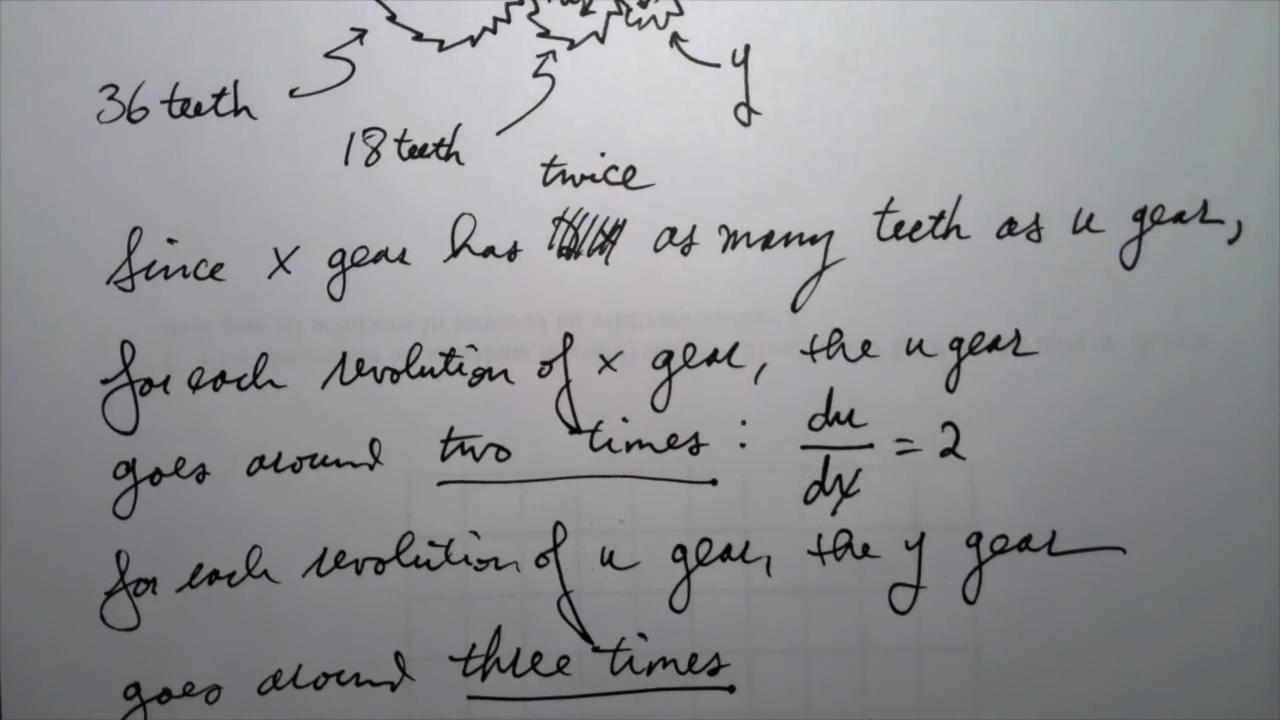 36 teeth
y
18 teeth
twice
Since x gear has as many teeth as u gear,
for each revolution of x gear, the u gear
goes around two times : du/dx = 2
for each revolution of u gear, the y gear
goes around three times